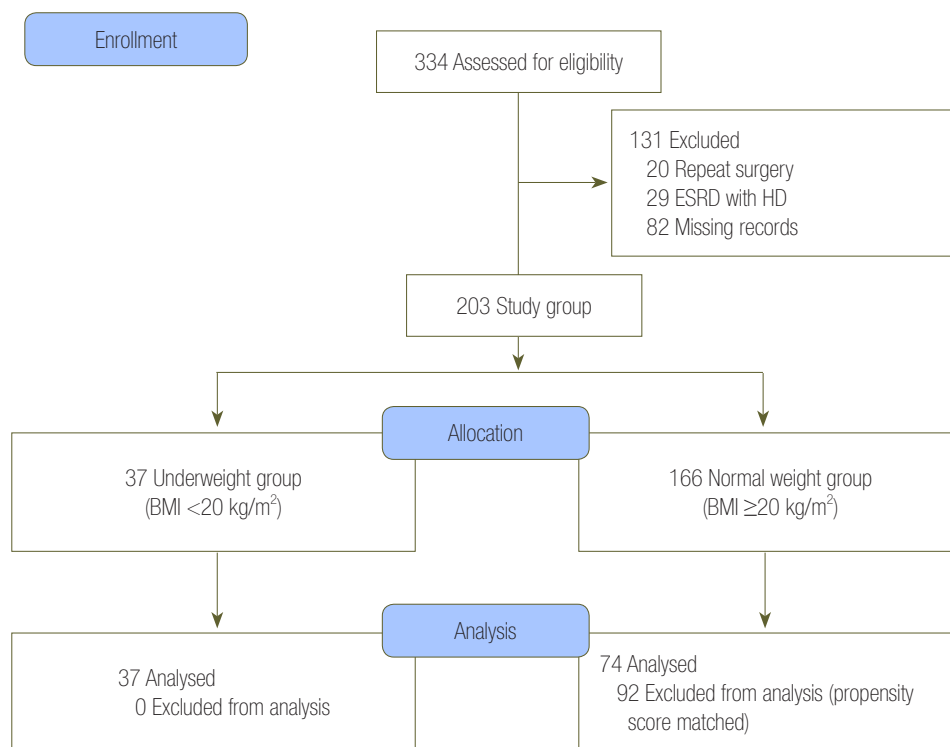 Enrollment
334 Assessed for eligibility
131 Excluded
20 Repeat surgery
29 ESRD with HD
82 Missing records
203 Study group
Allocation
37 Underweight group
(BMI <20 kg/m²)
166 Normal weight group
(BMI ≥20 kg/m²)
Analysis
37 Analysed
0 Excluded from analysis
74 Analysed
92 Excluded from analysis (propensity
score matched)